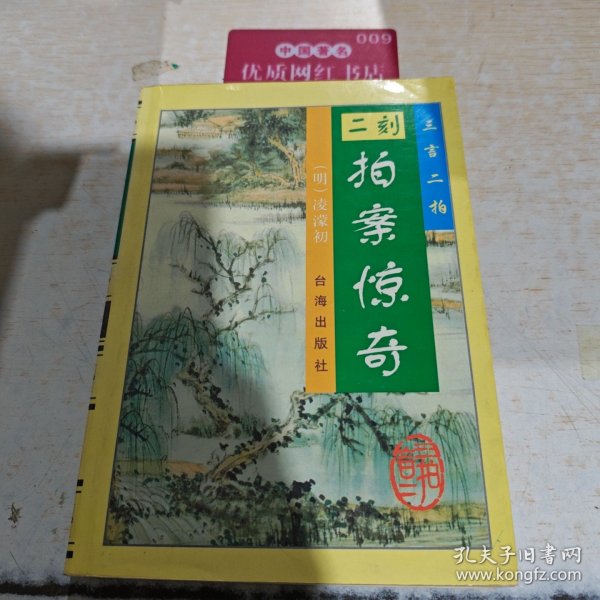 009
中国著名
优质网红书店
三言二拍
二刻
拍案惊奇
（明）凌濛初
台海出版社
孔夫子旧书网
www.kongfz.com